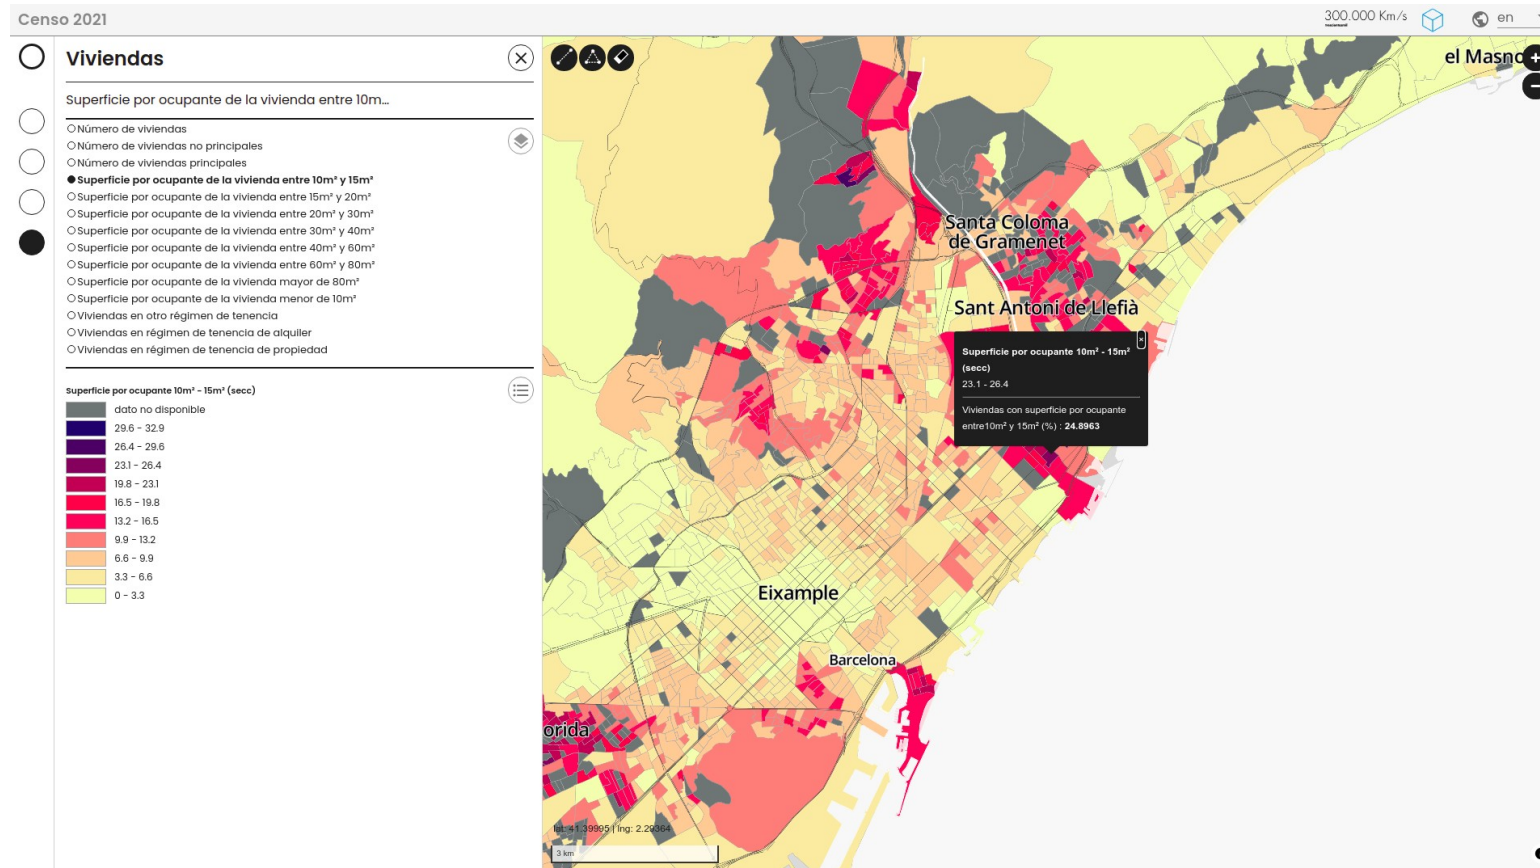 Censo 2021
300.000 Km/s
en
Viviendas
Superficie por ocupante de la vivienda entre 10m...
Número de viviendas
Número de viviendas no principales
Número de viviendas principales
Superficie por ocupante de la vivienda entre 10m² y 15m²
Superficie por ocupante de la vivienda entre 15m² y 20m²
Superficie por ocupante de la vivienda entre 20m² y 30m²
Superficie por ocupante de la vivienda entre 30m² y 40m²
Superficie por ocupante de la vivienda entre 40m² y 60m²
Superficie por ocupante de la vivienda entre 60m² y 80m²
Superficie por ocupante de la vivienda mayor de 80m²
Superficie por ocupante de la vivienda menor de 10m²
Viviendas en otro régimen de tenencia
Viviendas en régimen de tenencia de alquiler
Viviendas en régimen de tenencia de propiedad
Superficie por ocupante 10m² - 15m² (secc)
dato no disponible
29.6 - 32.9
26.4 - 29.6
23.1 - 26.4
19.8 - 23.1
16.5 - 19.8
13.2 - 16.5
9.9 - 13.2
6.6 - 9.9
3.3 - 6.6
0 - 3.3
el Masno
Santa Coloma
de Gramenet
Sant Antoni de Llefià
Superficie por ocupante 10m² - 15m²
(secc)
23.1 - 26.4
Viviendas con superficie por ocupante
entre10m² y 15m² (%) : 24.8963
Eixample
Barcelona
orida
lat: 41.39995 | lng: 2.29364
3 km